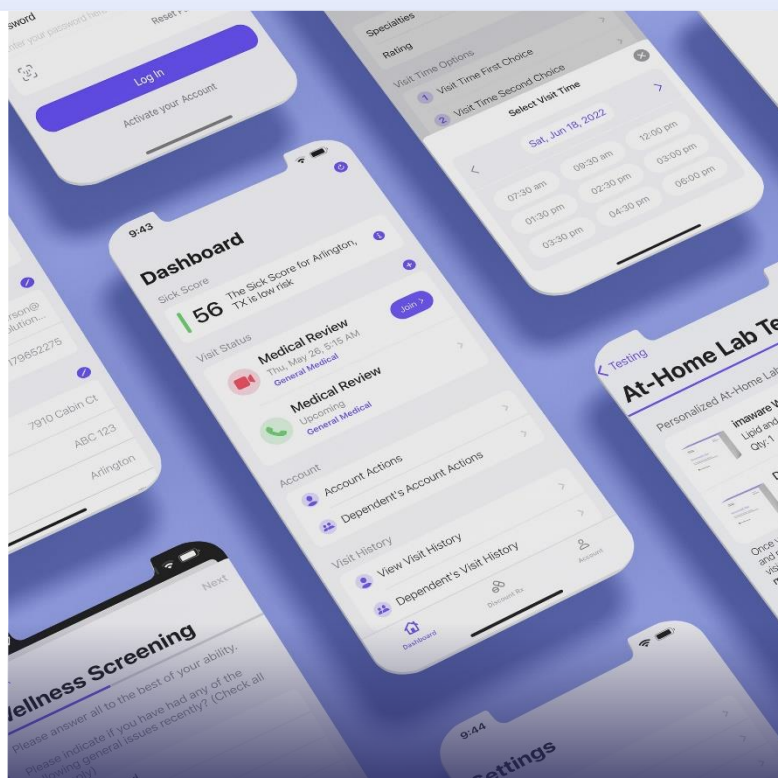 Reset
Log In
Activate your Account
Specialties
Rating
Visit Time Options
1 Visit Time First Choice
2 Visit Time Second Choice
Select Visit Time
Sat, Jun 18, 2022
07:30 am
09:30 am
12:00 pm
01:30 pm
02:30 pm
03:00 pm
03:30 pm
04:30 pm
06:00 pm
9:43
Dashboard
Sick Score
56
The Sick Score for Arlington,
TX is low risk
Visit Status
Medical Review
Thu, May 26, 5:15 AM
General Medical
Join >
Medical Review
Upcoming
General Medical
Account
Account Actions
Dependent's Account Actions
Visit History
View Visit History
Dependent's Visit History
Dashboard
Discount Rx
Account
179652275
7910 Cabin Ct
ABC 123
Arlington
Testing
At-Home Lab Te
Personalized At-Home Lab
imaware W
Lipid and
Qty: 1
Once
and
Next
ellness Screening
Please answer all to the best of your ability.
Please indicate if you have had any of the
following general issues recently? (Check all
9:44
Settings